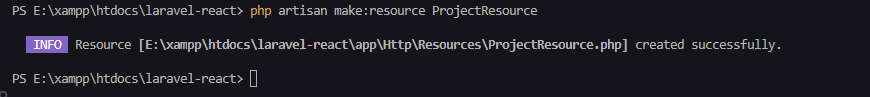 PS E:\xampp\htdocs\laravel-react> php artisan make:resource ProjectResource
INFO Resource [E:\xampp\htdocs\laravel-react\app\Http\Resources\ProjectResource.php] created successfully.
PS E:\xampp\htdocs\laravel-react>